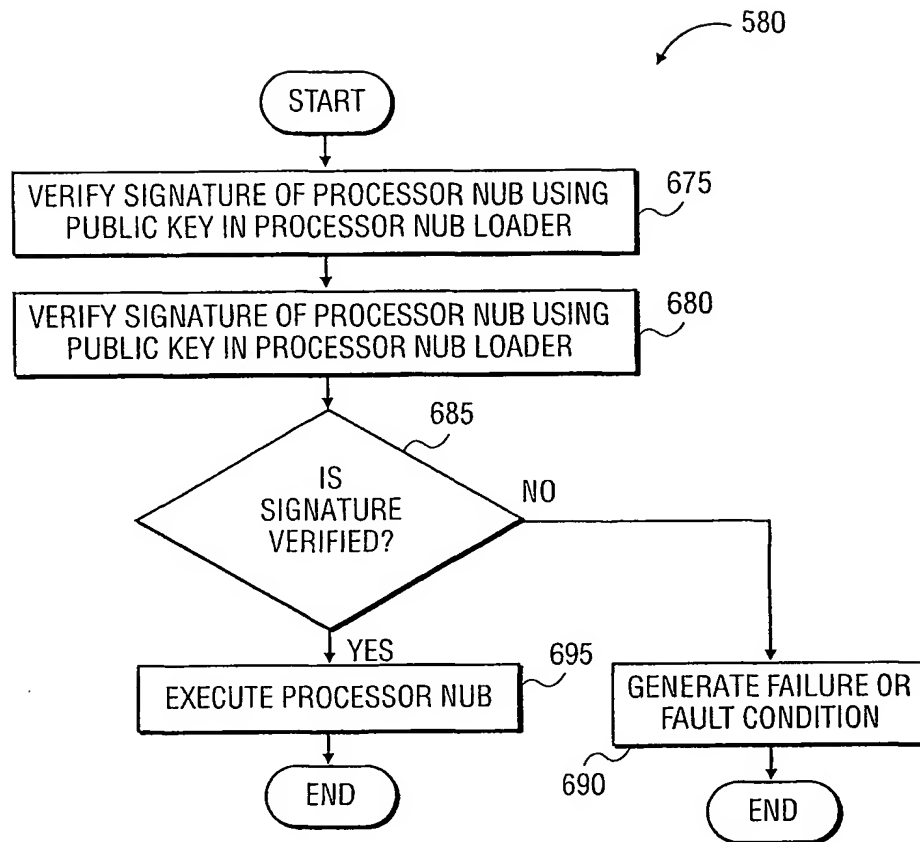 580
START
VERIFY SIGNATURE OF PROCESSOR NUB USING
PUBLIC KEY IN PROCESSOR NUB LOADER
675
VERIFY SIGNATURE OF PROCESSOR NUB USING
PUBLIC KEY IN PROCESSOR NUB LOADER
680
685
IS
SIGNATURE
VERIFIED?
NO
YES
695
EXECUTE PROCESSOR NUB
GENERATE FAILURE OR
FAULT CONDITION
690
END
END